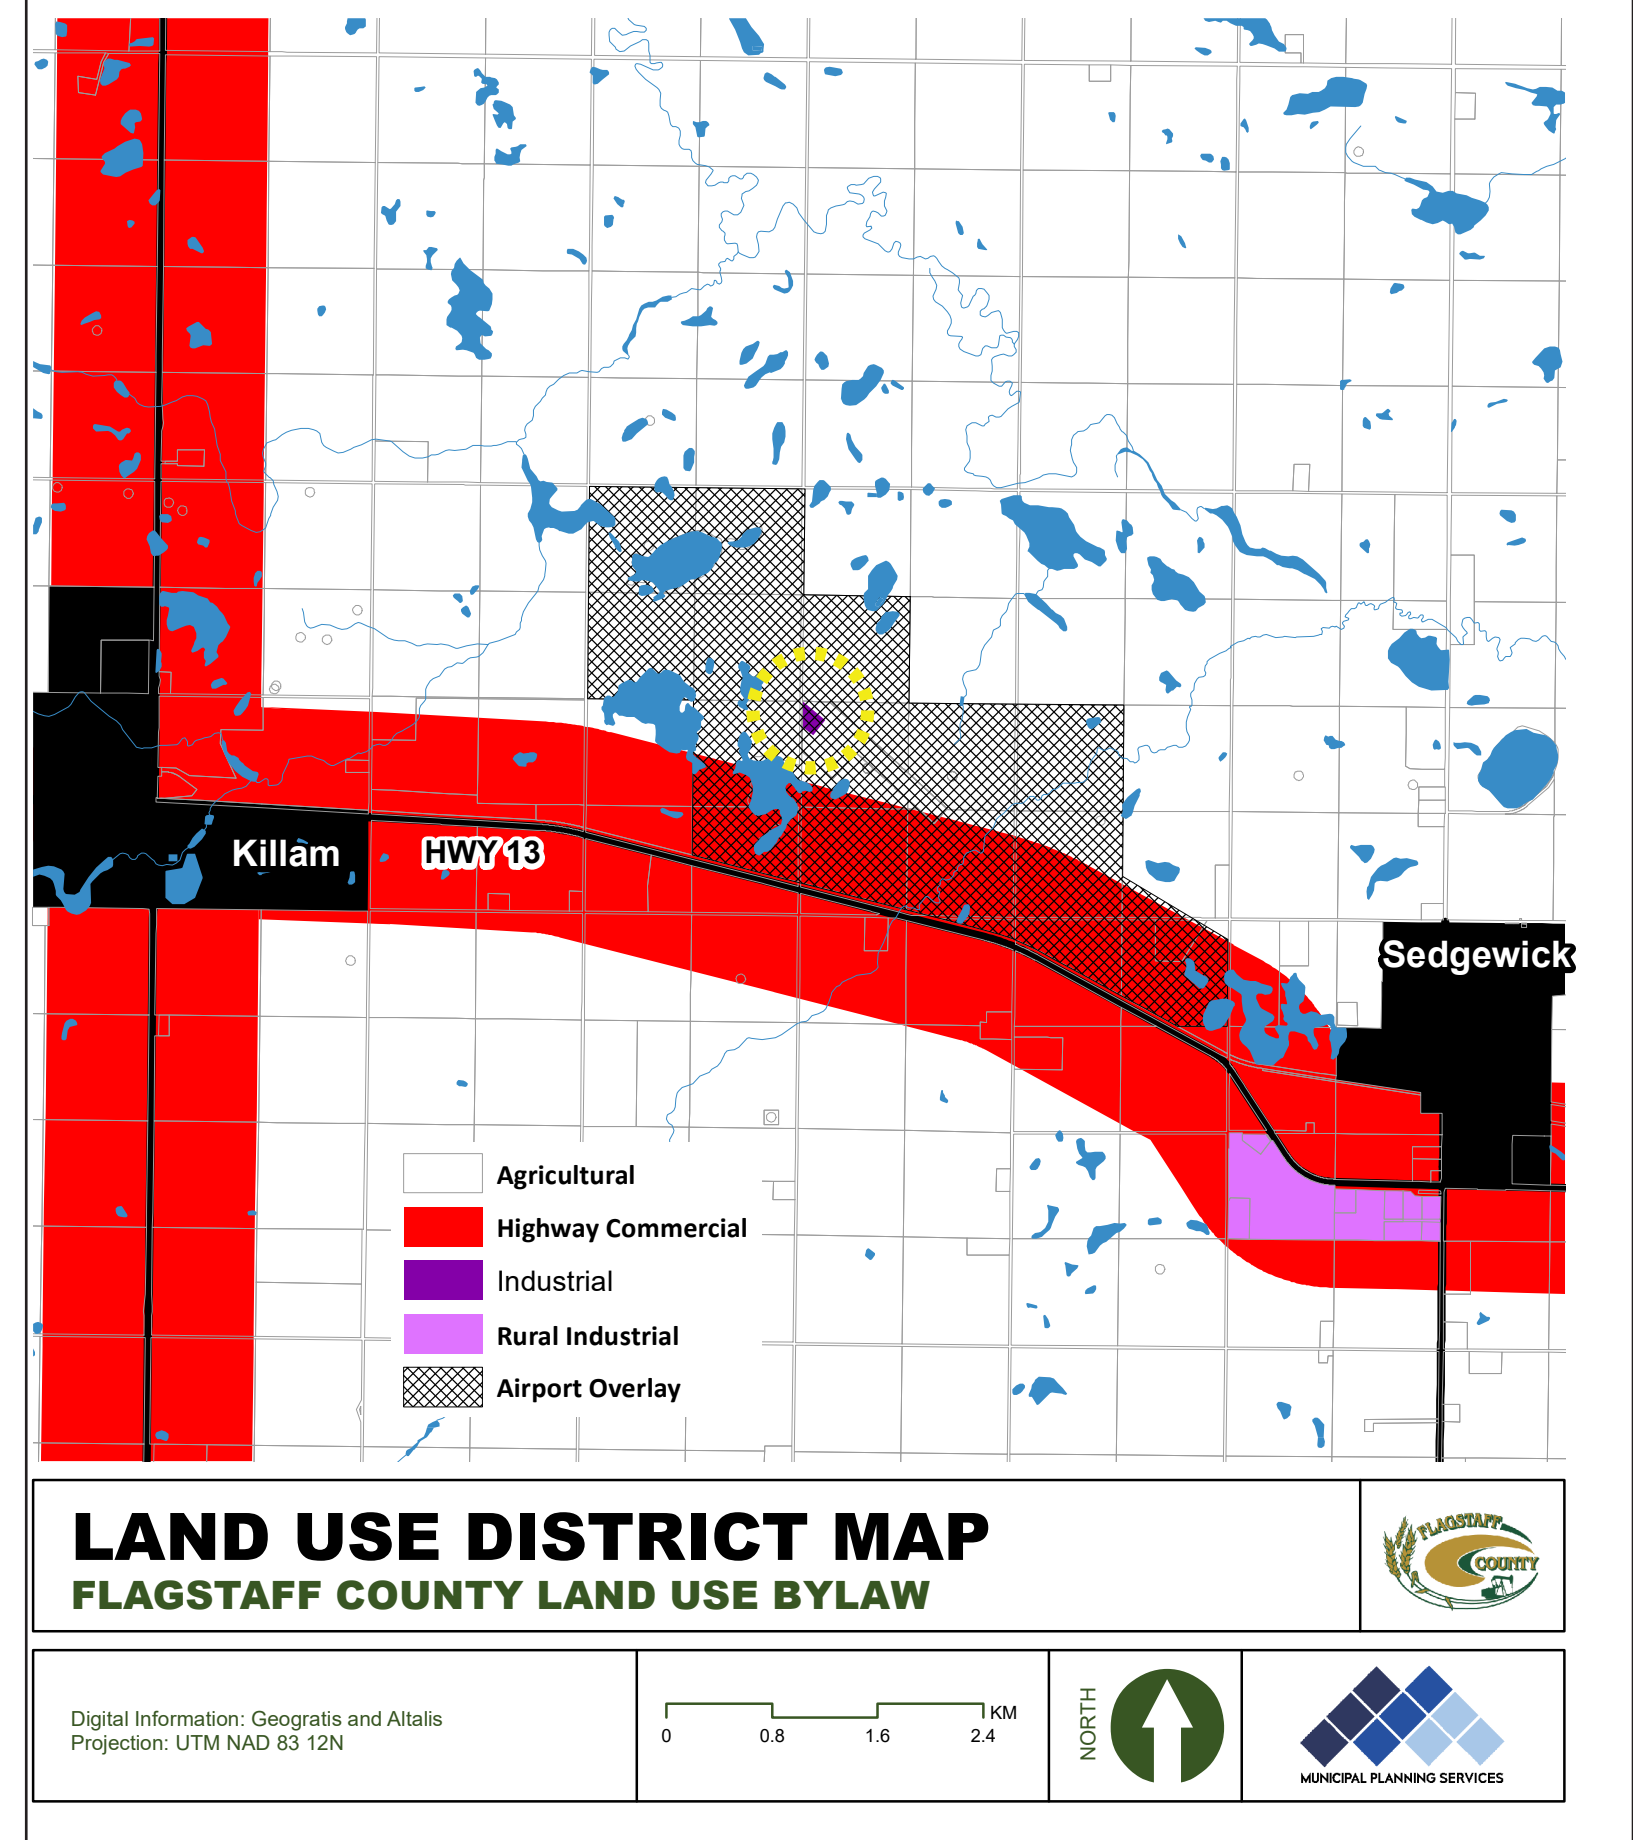 Killam
HWY 13
Sedgewick
Agricultural
Highway Commercial
Industrial
Rural Industrial
Airport Overlay
LAND USE DISTRICT MAP
FLAGSTAFF COUNTY LAND USE BYLAW
FLAGSTAFF
COUNTY
Digital Information: Geogratis and Altalis
Projection: UTM NAD 83 12N
KM
0 0.8 1.6 2.4
NORTH
MUNICIPAL PLANNING SERVICES